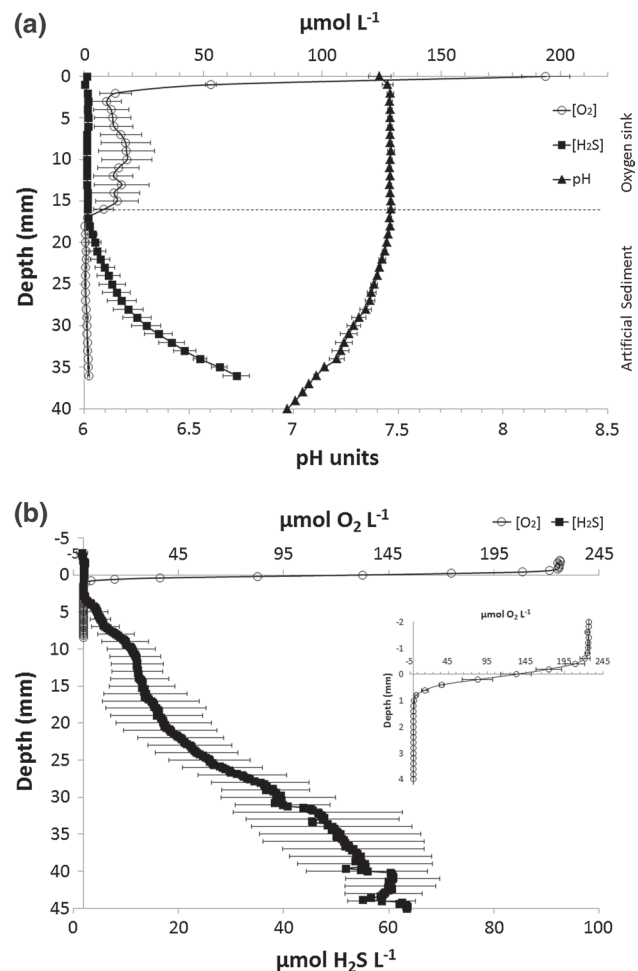 (a)
µmol L-1
0 50 100 150 200
0
5
10
15
20
25
30
35
40
Depth (mm)
[O2]
[H2S]
pH
Oxygen sink
Artificial Sediment
6 6.5 7 7.5 8 8.5
pH units
(b)
µmol O2 L-1
[O2] [H2S]
-5 45 95 145 195 245
-5
0
5
10
15
20
25
30
35
40
45
Depth (mm)
µmol O2 L-1
-5 45 95 145 195 245
-2
-1
0
1
2
3
4
Depth (mm)
0 20 40 60 80 100
µmol H2S L-1